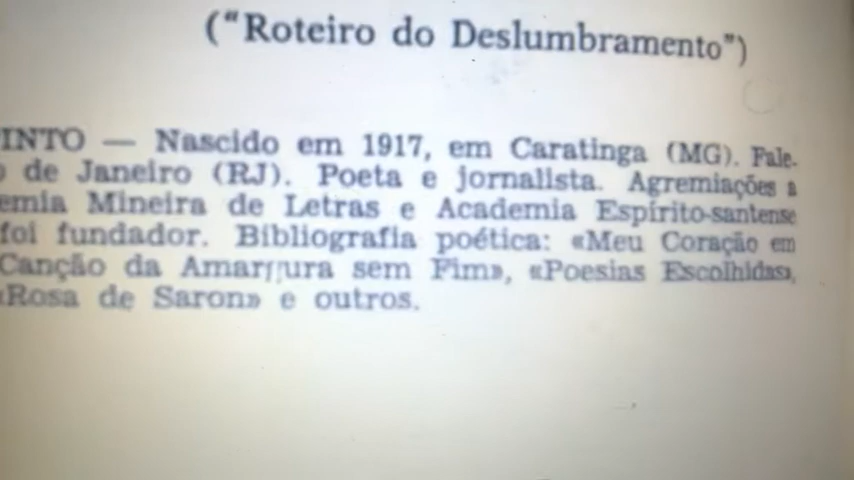 ("Roteiro do Deslumbramento")
INTO — Nascido em 1917, em Caratinga (MG). Fale-
o de Janeiro (RJ). Poeta e jornalista. Agremiações a
emia Mineira de Letras e Academia Espírito-santense
foi fundador. Bibliografia poética: «Meu Coração em
Canção da Amargura sem Fim», «Poesias Escolhidas»,
«Rosa de Saron» e outros.